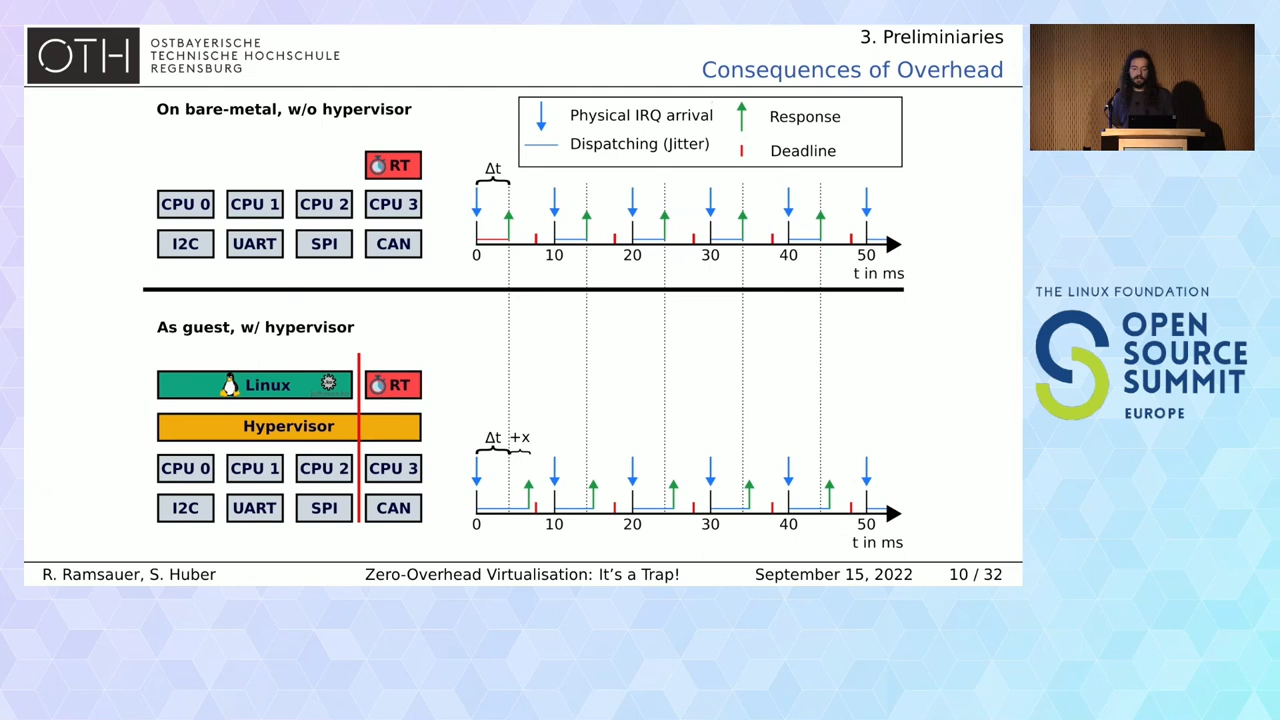 OTH
OSTBAYERISCHE
TECHNISCHE HOCHSCHULE
REGENSBURG
3. Preliminiaries
Consequences of Overhead
On bare-metal, w/o hypervisor
Physical IRQ arrival
Response
Dispatching (Jitter)
Deadline
RT
CPU 0 CPU 1 CPU 2 CPU 3
I2C UART SPI CAN
Δt
0 10 20 30 40 50
t in ms
As guest, w/ hypervisor
Linux RT
Hypervisor
CPU 0 CPU 1 CPU 2 CPU 3
I2C UART SPI CAN
Δt +x
0 10 20 30 40 50
t in ms
R. Ramsauer, S. Huber Zero-Overhead Virtualisation: It's a Trap! September 15, 2022 10 / 32
THE LINUX FOUNDATION
OPEN
SOURCE
SUMMIT
EUROPE